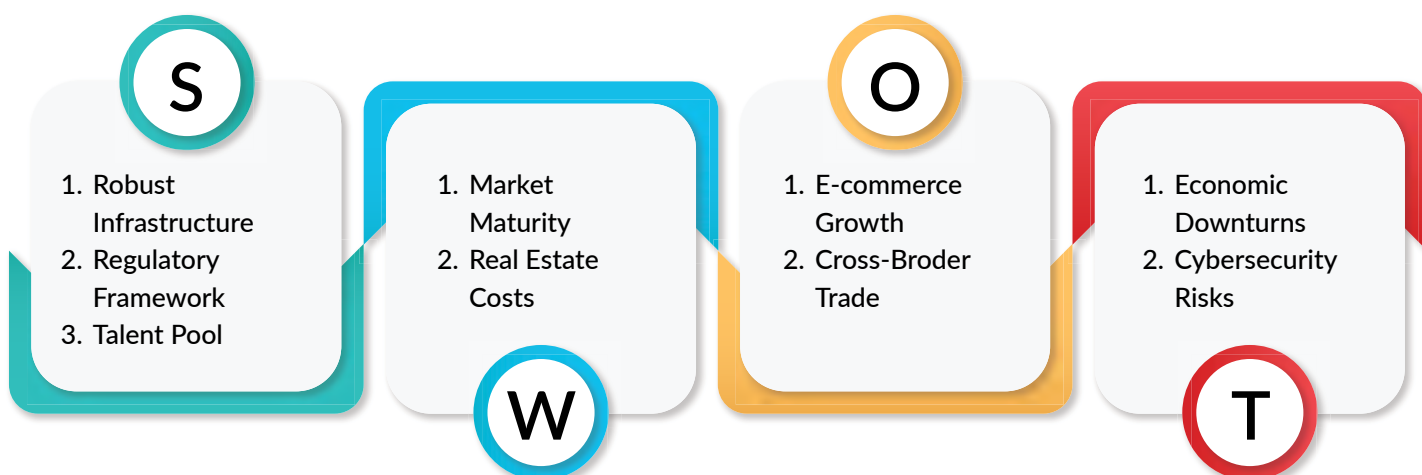 S
1. Robust
Infrastructure
2. Regulatory
Framework
3. Talent Pool
W
1. Market
Maturity
2. Real Estate
Costs
O
1. E-commerce
Growth
2. Cross-Broder
Trade
T
1. Economic
Downturns
2. Cybersecurity
Risks